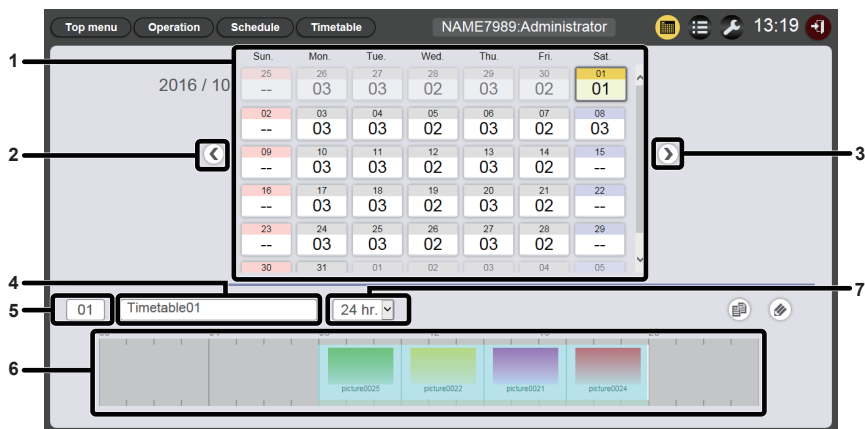 Top menu Operation Schedule Timetable NAME7989:Administrator 13:19
1
Sun. Mon. Tue. Wed. Thu. Fri. Sat.
2016 / 10
25 26 27 28 29 30 01
-- 03 03 02 03 02 01
02 03 04 05 06 07 08
-- 03 03 02 03 02 03
2
3
09 10 11 12 13 14 15
-- 03 03 02 03 02 --
16 17 18 19 20 21 22
-- 03 03 02 03 02 --
23 24 25 26 27 28 29
-- 03 03 02 03 02 --
30 31 01 02 03 04 05
4
7
5
01 Timetable01 24 hr.
6
picture0025 picture0022 picture0021 picture0024